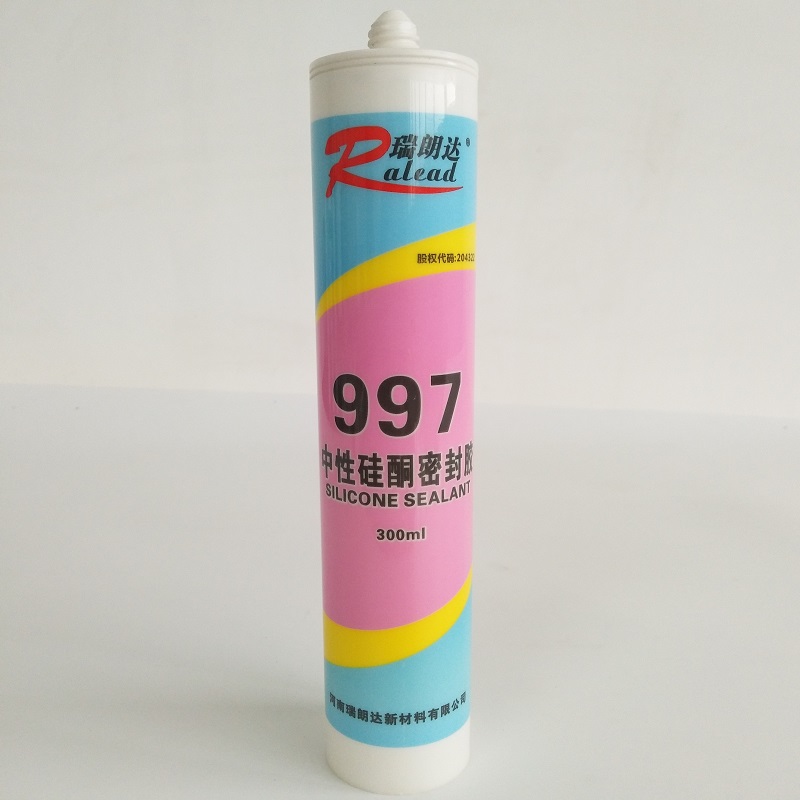 瑞朗达®
Ralead
股权代码:20432
997
中性硅酮密封胶
SILICONE SEALANT
300ml
河南瑞朗达新材料有限公司